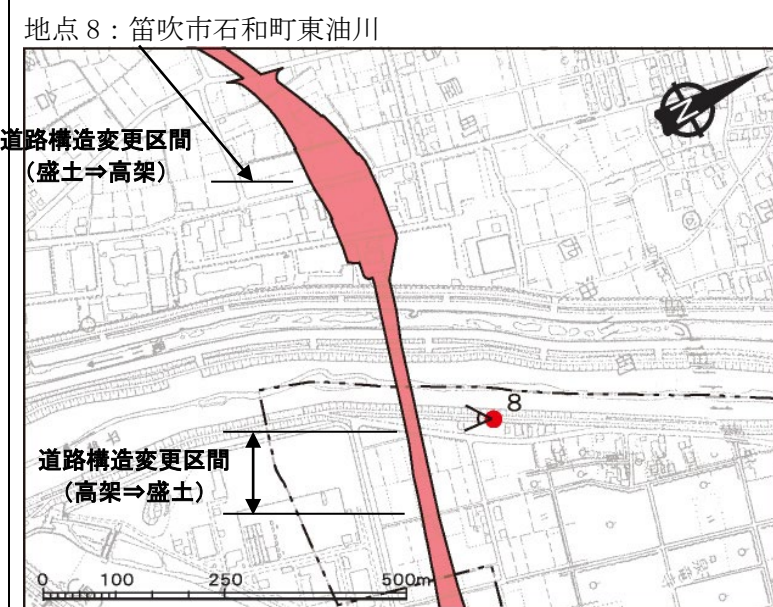 地点8：笛吹市石和町東油川
N
道路構造変更区間
（盛土⇒高架）
8
道路構造変更区間
（高架⇒盛土）
0 100 250 500m